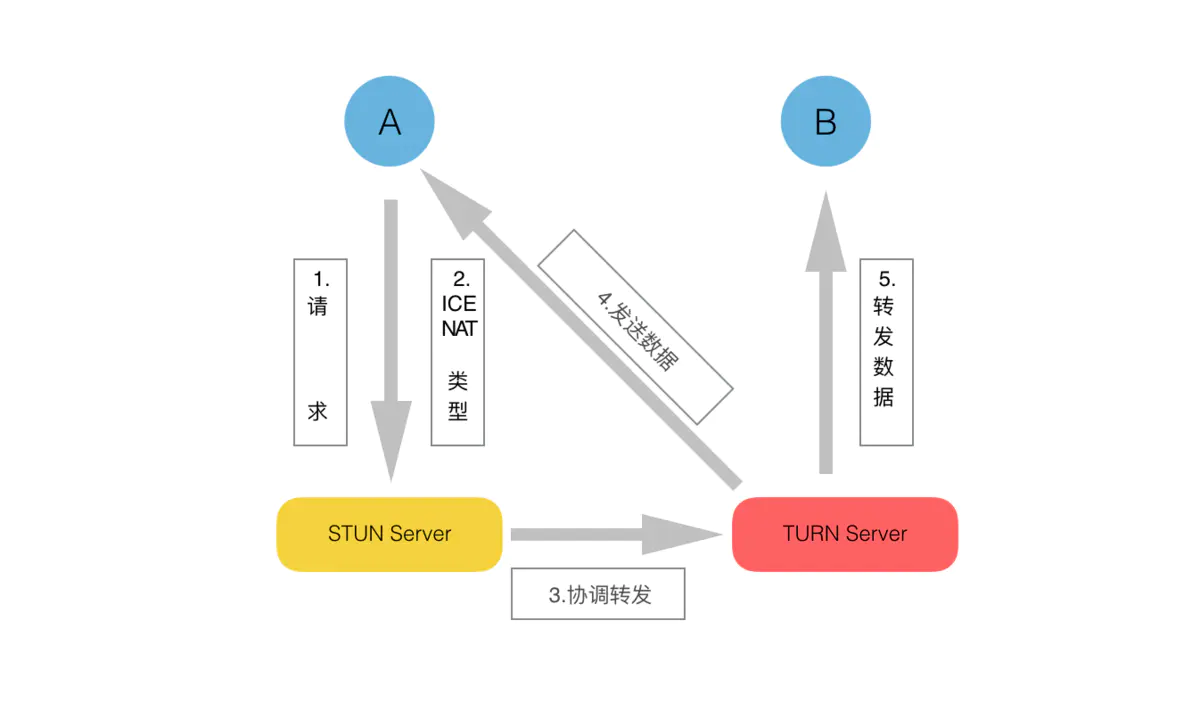 A
B
1.
请
求
2.
ICE
NAT
类
型
4.发送数据
5.
转
发
数
据
STUN Server
TURN Server
3.协调转发